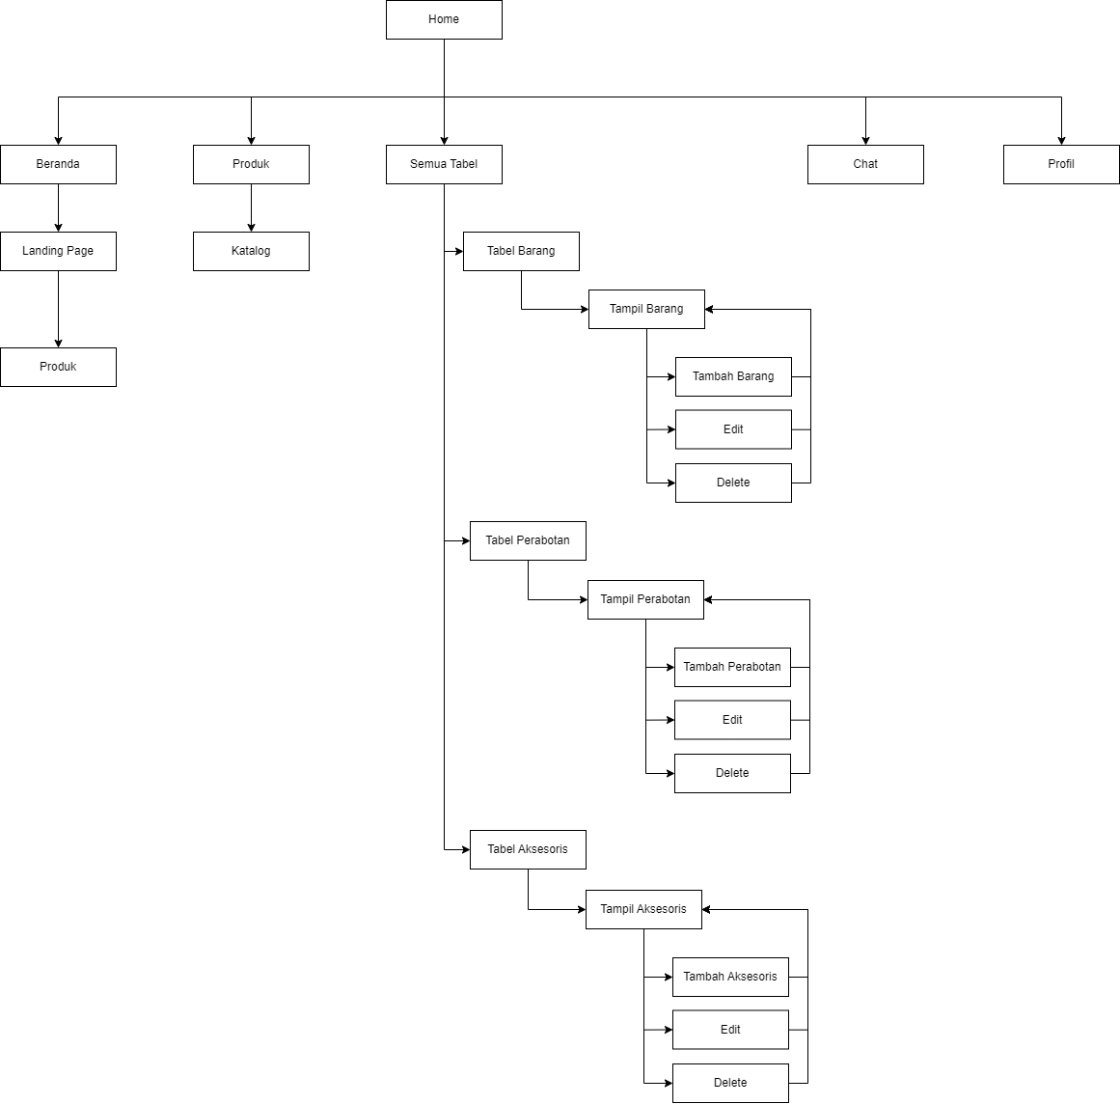 Home
Beranda
Produk
Semua Tabel
Chat
Profil
Landing Page
Katalog
Tabel Barang
Tampil Barang
Produk
Tambah Barang
Edit
Delete
Tabel Perabotan
Tampil Perabotan
Tambah Perabotan
Edit
Delete
Tabel Aksesoris
Tampil Aksesoris
Tambah Aksesoris
Edit
Delete